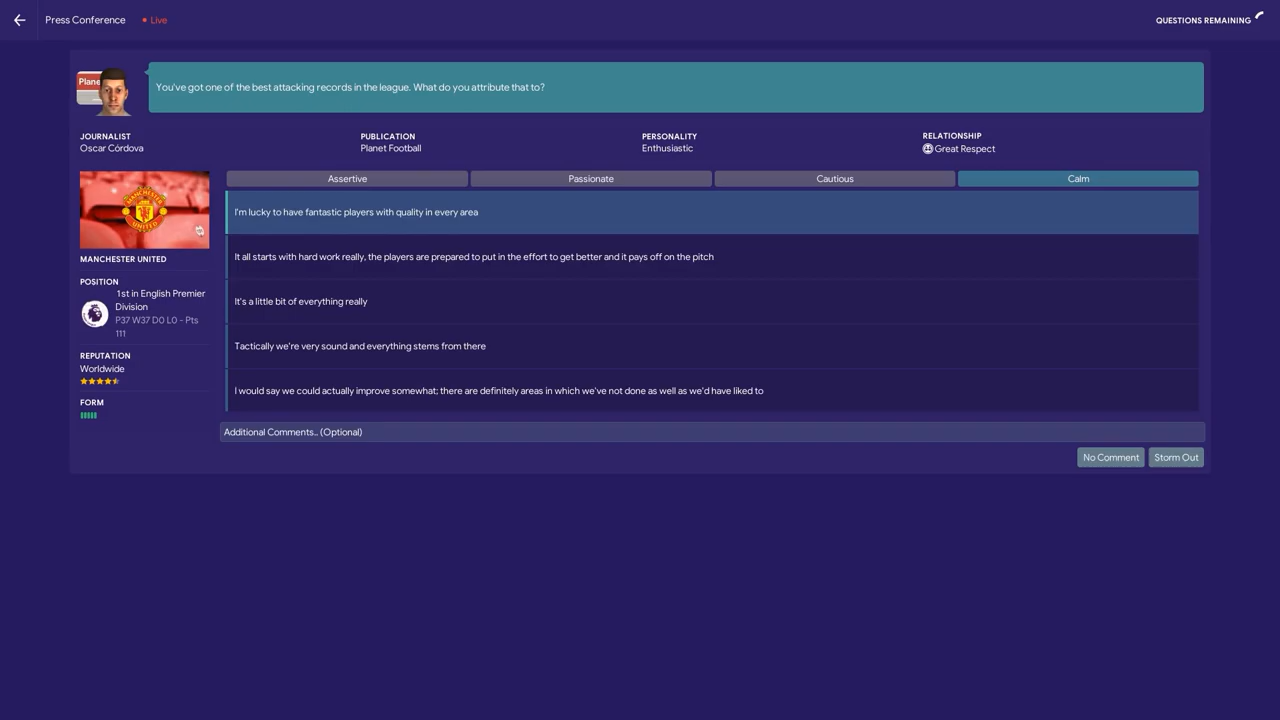 Press Conference
Live
QUESTIONS REMAINING
Plane
You've got one of the best attacking records in the league. What do you attribute that to?
JOURNALIST
Oscar Córdova
PUBLICATION
Planet Football
PERSONALITY
Enthusiastic
RELATIONSHIP
Great Respect
MANCHESTER UNITED
Assertive
Passionate
Cautious
Calm
I'm lucky to have fantastic players with quality in every area
It all starts with hard work really, the players are prepared to put in the effort to get better and it pays off on the pitch
It's a little bit of everything really
Tactically we're very sound and everything stems from there
I would say we could actually improve somewhat; there are definitely areas in which we've not done as well as we'd have liked to
MANCHESTER UNITED
POSITION
1st in English Premier
Division
P37 W37 D0 L0 - Pts
111
REPUTATION
Worldwide
FORM
Additional Comments.. (Optional)
No Comment
Storm Out